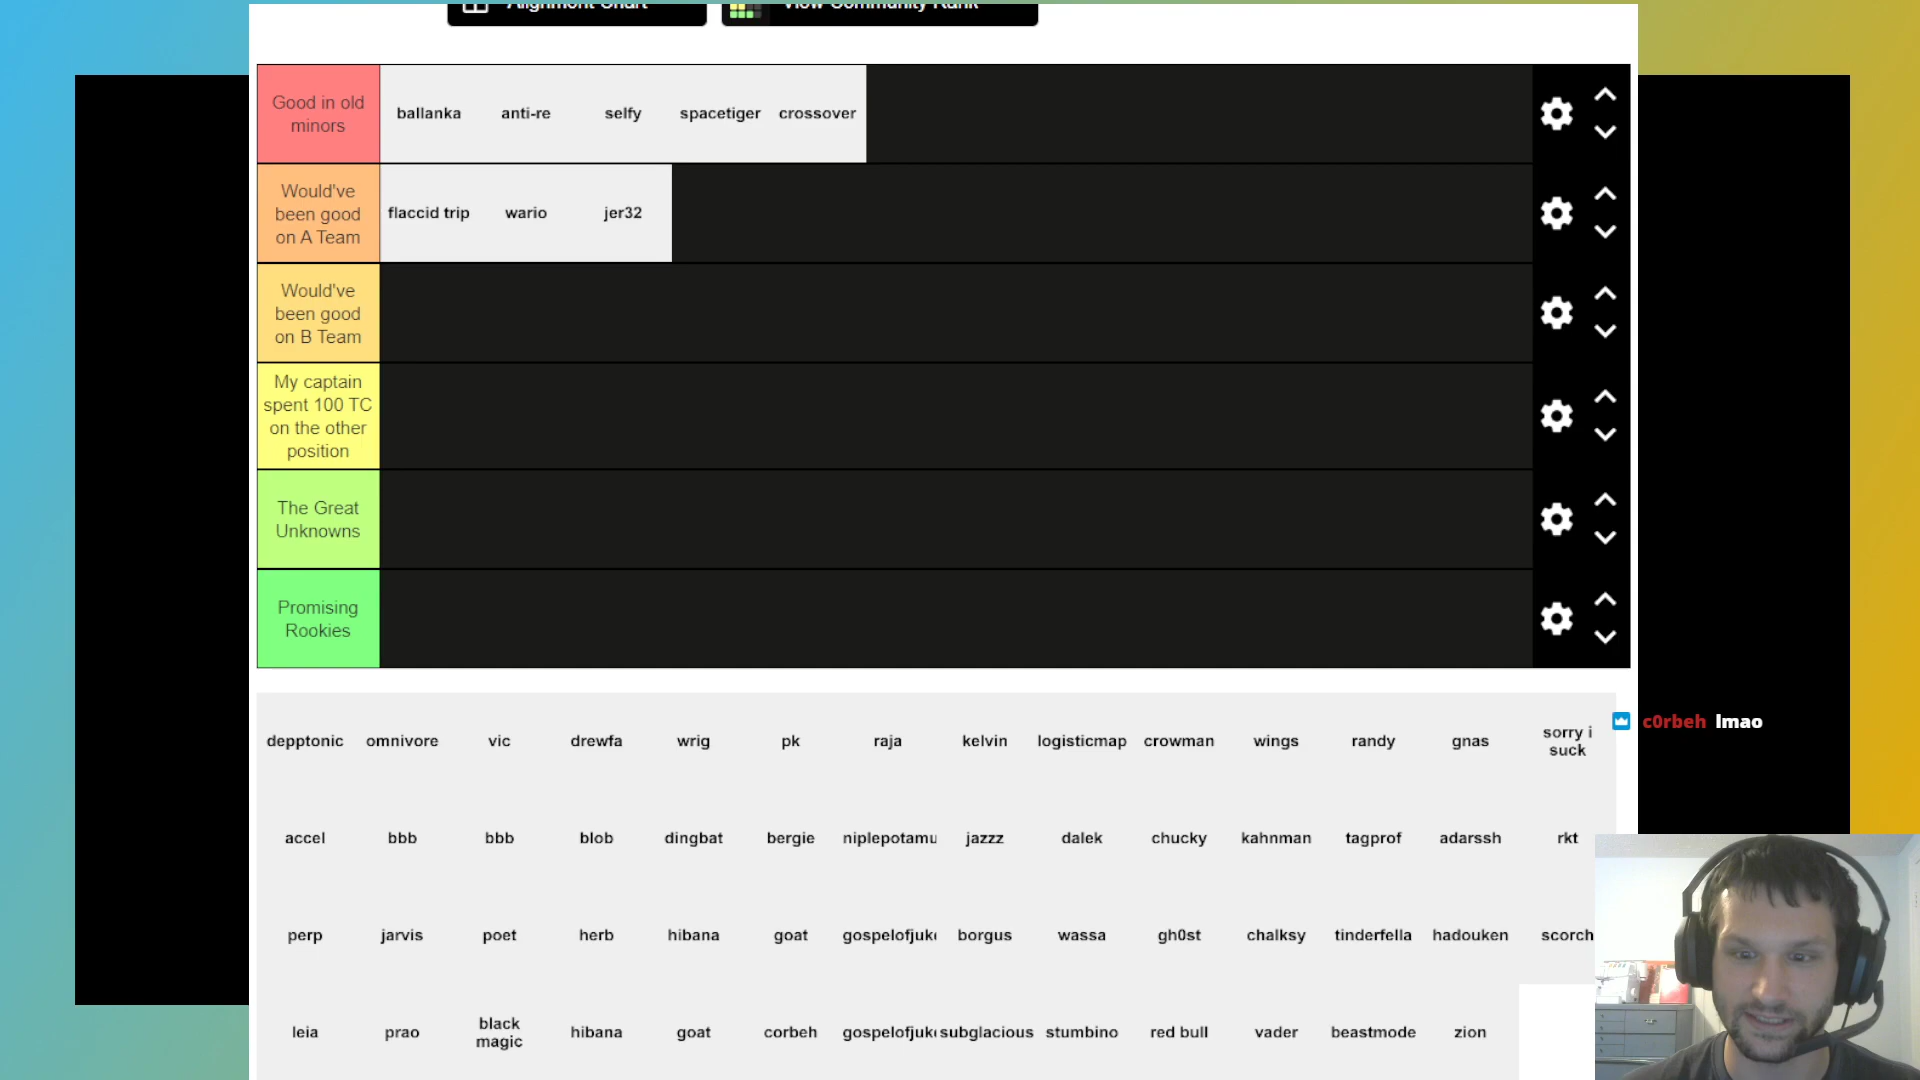 Alignment Chart
View Community Rank
Good in old
minors
ballanka
anti-re
selfy
spacetiger
crossover
Would've
been good
on A Team
flaccid trip
wario
jer32
Would've
been good
on B Team
My captain
spent 100 TC
on the other
position
The Great
Unknowns
Promising
Rookies
depptonic
omnivore
vic
drewfa
wrig
pk
raja
kelvin
logisticmap
crowman
wings
randy
gnas
sorry i
suck
accel
bbb
bbb
blob
dingbat
bergie
niplepotamu
jazzz
dalek
chucky
kahnman
tagprof
adarssh
rkt
perp
jarvis
poet
herb
hibana
goat
gospelofjuk
borgus
wassa
gh0st
chalksy
tinderfella
hadouken
scorch
leia
prao
black
magic
hibana
goat
corbeh
gospelofjuk
subglacious
stumbino
red bull
vader
beastmode
zion
c0rbeh lmao